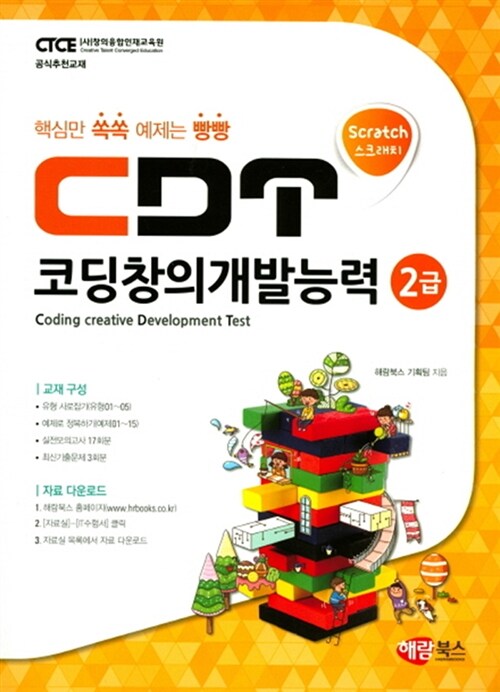 CTCE (사)창의융합인재교육원
Creative Talent Converged Education
공식추천교재
핵심만 쏙쏙 예제는 빵빵
Scratch
스크래치
CDT
코딩창의개발능력 2급
Coding creative Development Test
해람북스 기획팀 지음
| 교재 구성
• 유형 사로잡기(유형01~05)
• 예제로 정복하기(예제01~15)
• 실전모의고사 17회분
• 최신기출문제 3회분
| 자료 다운로드
1. 해람북스 홈페이지(www.hrbooks.co.kr)
2. [자료실]-[IT수험서] 클릭
3. 자료실 목록에서 자료 다운로드
해람북스